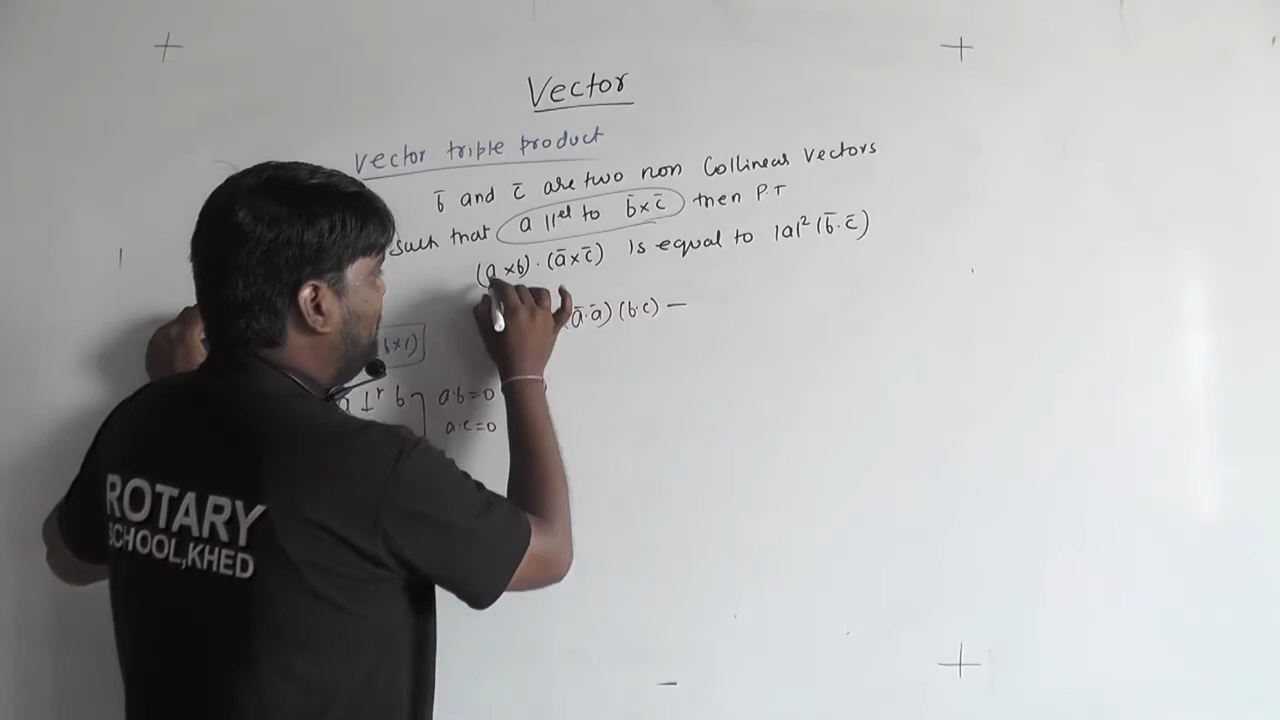 Vector
Vector triple product
b̄ and c̄ are two non Collinear vectors
such that a ||el to b̄×c̄ then P.T
(a×b)·(ā×c̄) is equal to |a|² (b̄·c̄)
(ā·ā)(b·c) —
b×c)
a ⊥r b a·b=0
a·c=0
ROTARY
SCHOOL,KHED